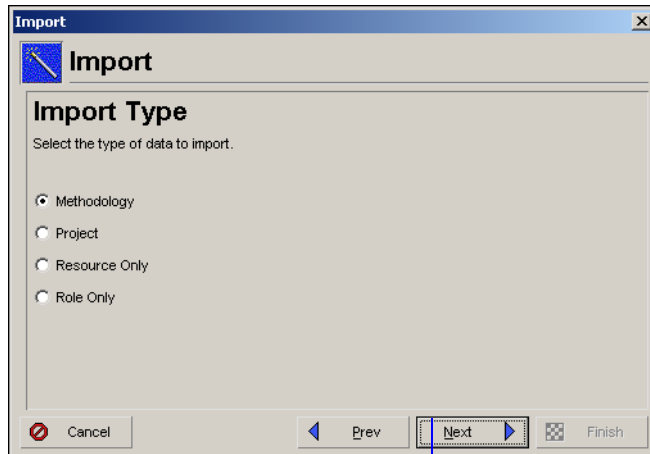 Import
Import
Import Type
Select the type of data to import.
Methodology
Project
Resource Only
Role Only
Cancel Prev Next Finish